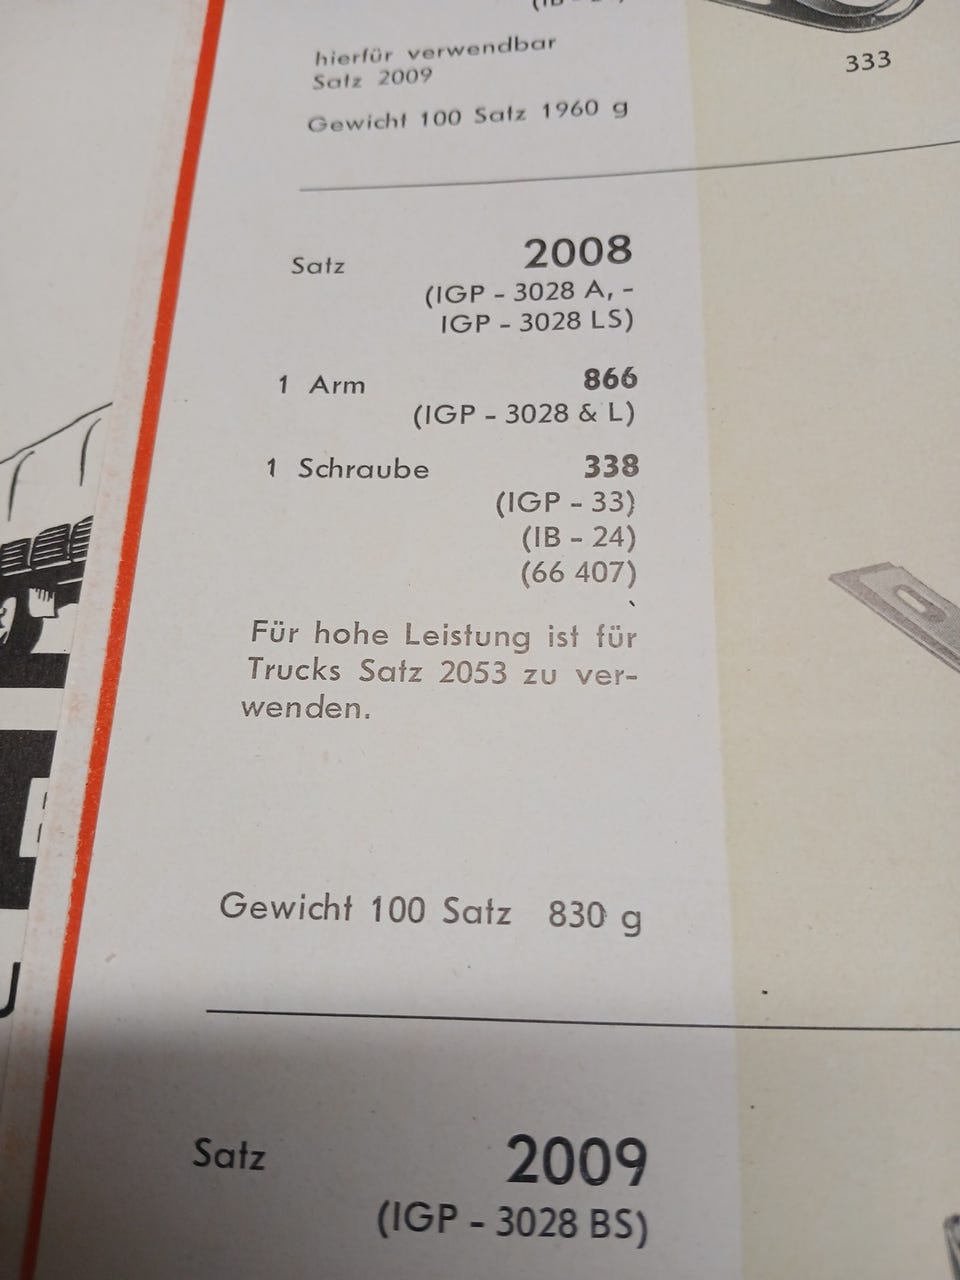 hierfür verwendbar
Satz 2009
Gewicht 100 Satz 1960 g
333
Satz 2008
(IGP - 3028 A, -
IGP - 3028 LS)
1 Arm 866
(IGP - 3028 & L)
1 Schraube 338
(IGP - 33)
(IB - 24)
(66 407)
Für hohe Leistung ist für
Trucks Satz 2053 zu ver-
wenden.
Gewicht 100 Satz 830 g
Satz 2009
(IGP - 3028 BS)